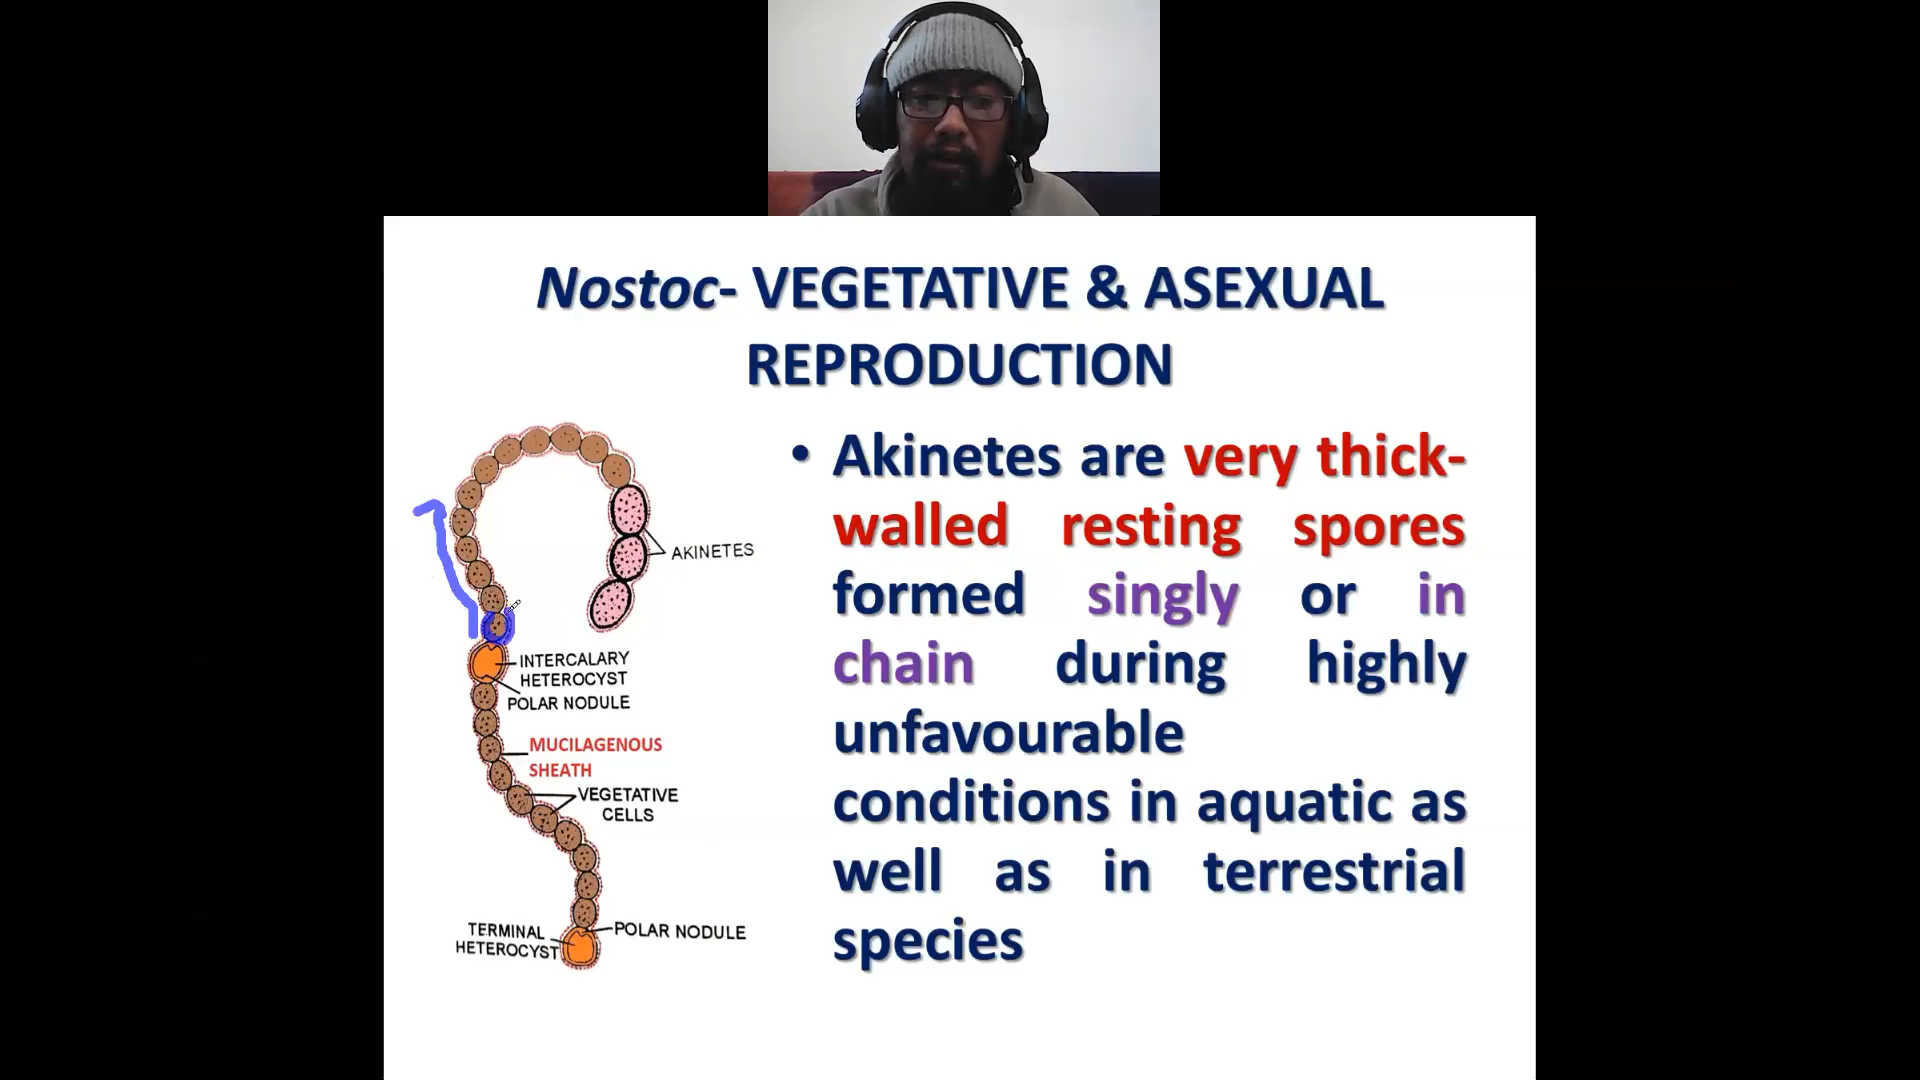 Nostoc- VEGETATIVE & ASEXUAL
REPRODUCTION
• Akinetes are very thick-
walled resting spores
formed singly or in
chain during highly
unfavourable
conditions in aquatic as
well as in terrestrial
species
AKINETES
INTERCALARY
HETEROCYST
POLAR NODULE
MUCILAGENOUS
SHEATH
VEGETATIVE
CELLS
TERMINAL
HETEROCYST
POLAR NODULE